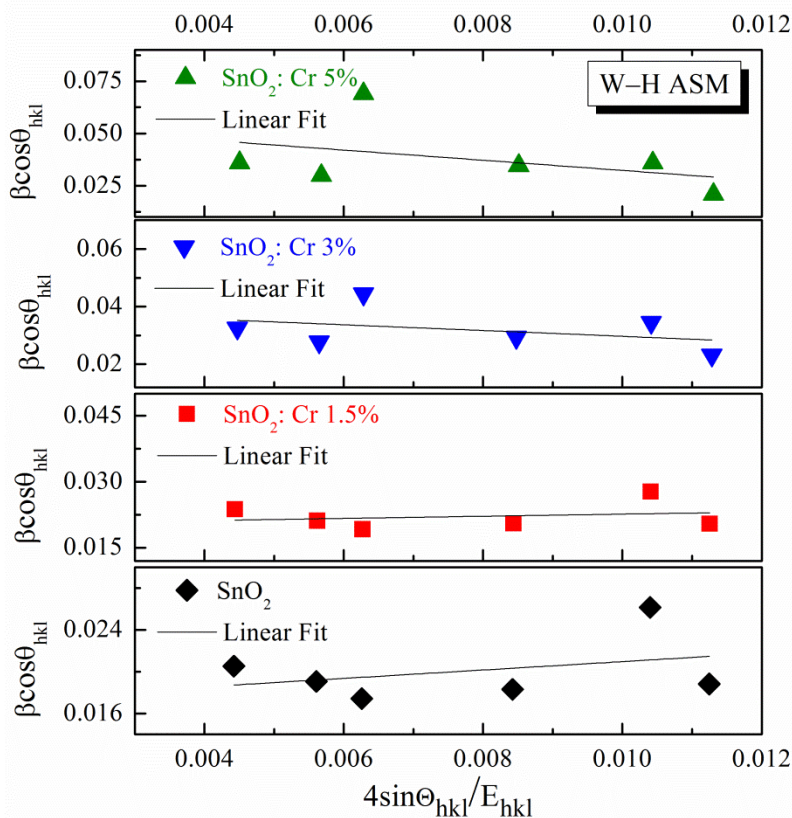 0.004 0.006 0.008 0.010 0.012
SnO₂: Cr 5%
W–H ASM
Linear Fit
0.075
0.050
0.025
βcosθhkl
SnO₂: Cr 3%
Linear Fit
0.06
0.04
0.02
βcosθhkl
SnO₂: Cr 1.5%
Linear Fit
0.045
0.030
0.015
βcosθhkl
SnO₂
Linear Fit
0.024
0.016
βcosθhkl
0.004 0.006 0.008 0.010 0.012
4sinΘhkl/Ehkl